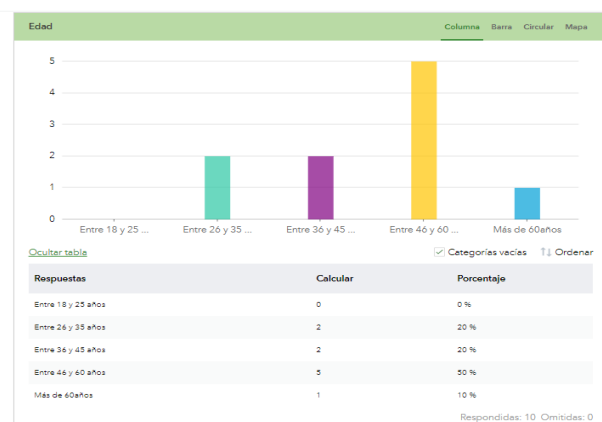 Edad Columna Barra Circular Mapa
5
4
3
2
1
0
Entre 18 y 25 ... Entre 26 y 35 ... Entre 36 y 45 ... Entre 46 y 60 ... Más de 60años
Ocultar tabla Categorías vacías Ordenar
Respuestas Calcular Porcentaje
Entre 18 y 25 años 0 0 %
Entre 26 y 35 años 2 20 %
Entre 36 y 45 años 2 20 %
Entre 46 y 60 años 5 50 %
Más de 60años 1 10 %
Respondidas: 10 Omitidas: 0